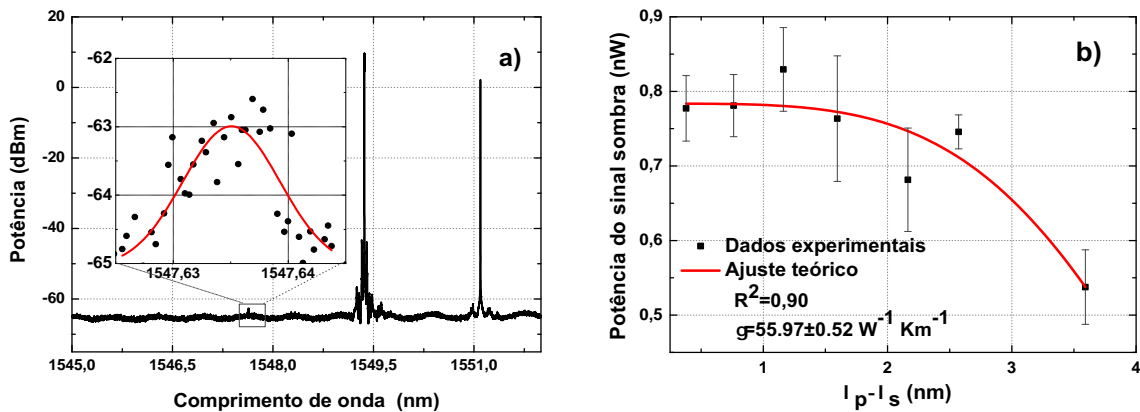 a)
Potência (dBm)
20
0
-20
-40
-60
-62
-63
-64
-65
1547,63 1547,64
1545,0 1546,5 1548,0 1549,5 1551,0
Comprimento de onda (nm)
b)
Potência do sinal sombra (nW)
0,9
0,8
0,7
0,6
0,5
Dados experimentais
Ajuste teórico
R²=0,90
g=55.97±0.52 W⁻¹ Km⁻¹
1 2 3 4
l p-l s (nm)